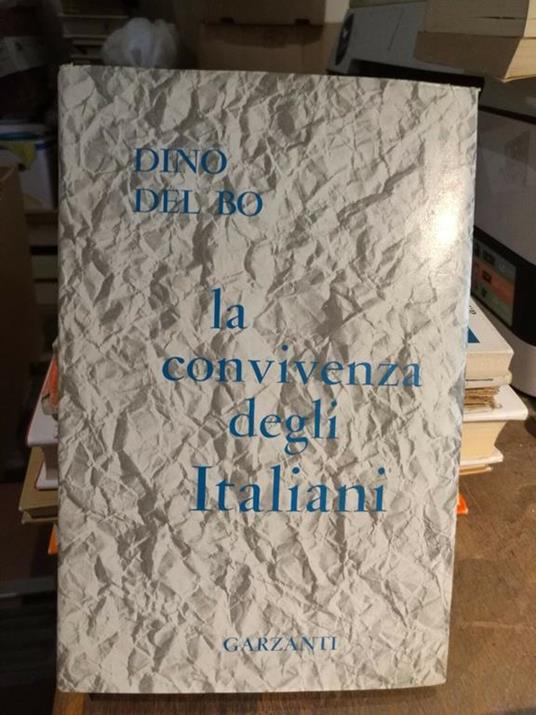 DINO
DEL BO
la
convivenza
degli
Italiani
GARZANTI